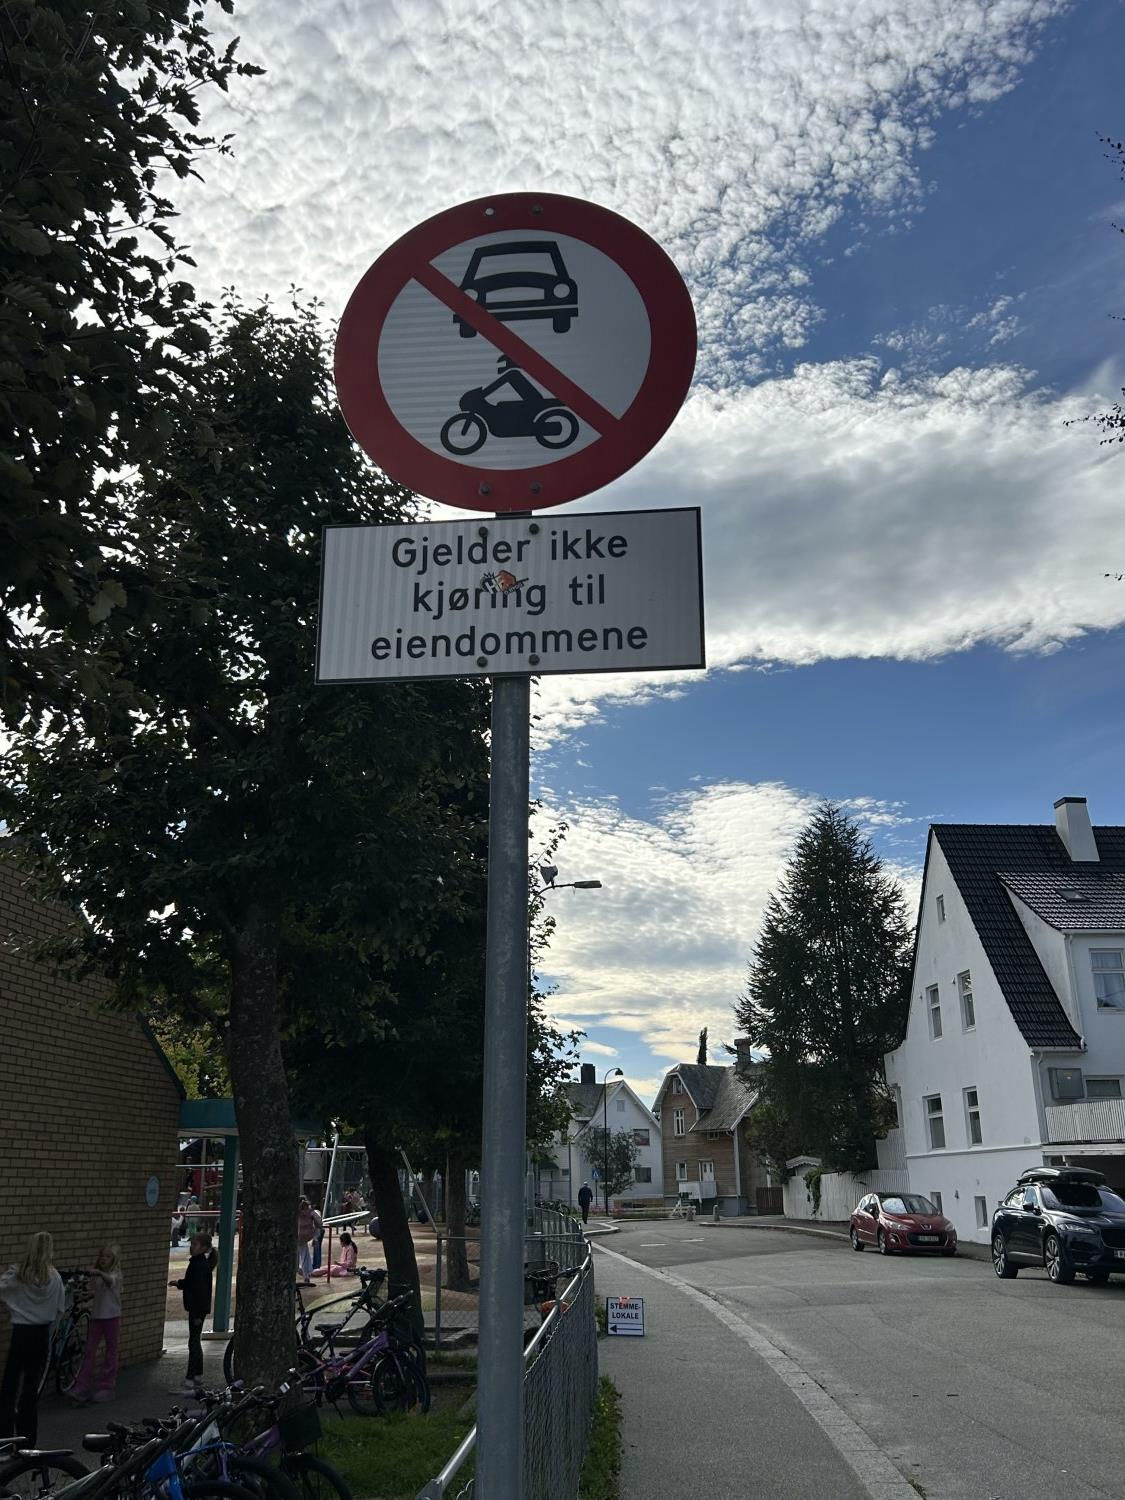 Gjelder ikke
kjøring til
eiendommene
STEMME-
LOKALE